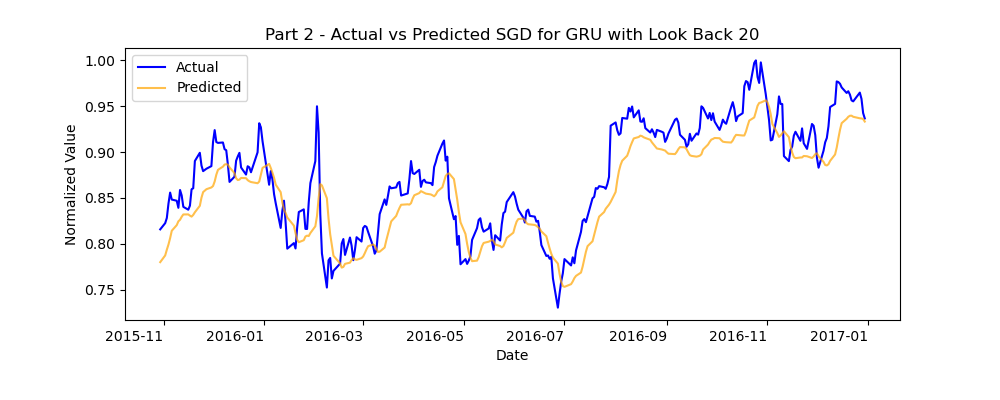 Part 2 - Actual vs Predicted SGD for GRU with Look Back 20
Actual
Predicted
Normalized Value
1.00
0.95
0.90
0.85
0.80
0.75
2015-11 2016-01 2016-03 2016-05 2016-07 2016-09 2016-11 2017-01
Date